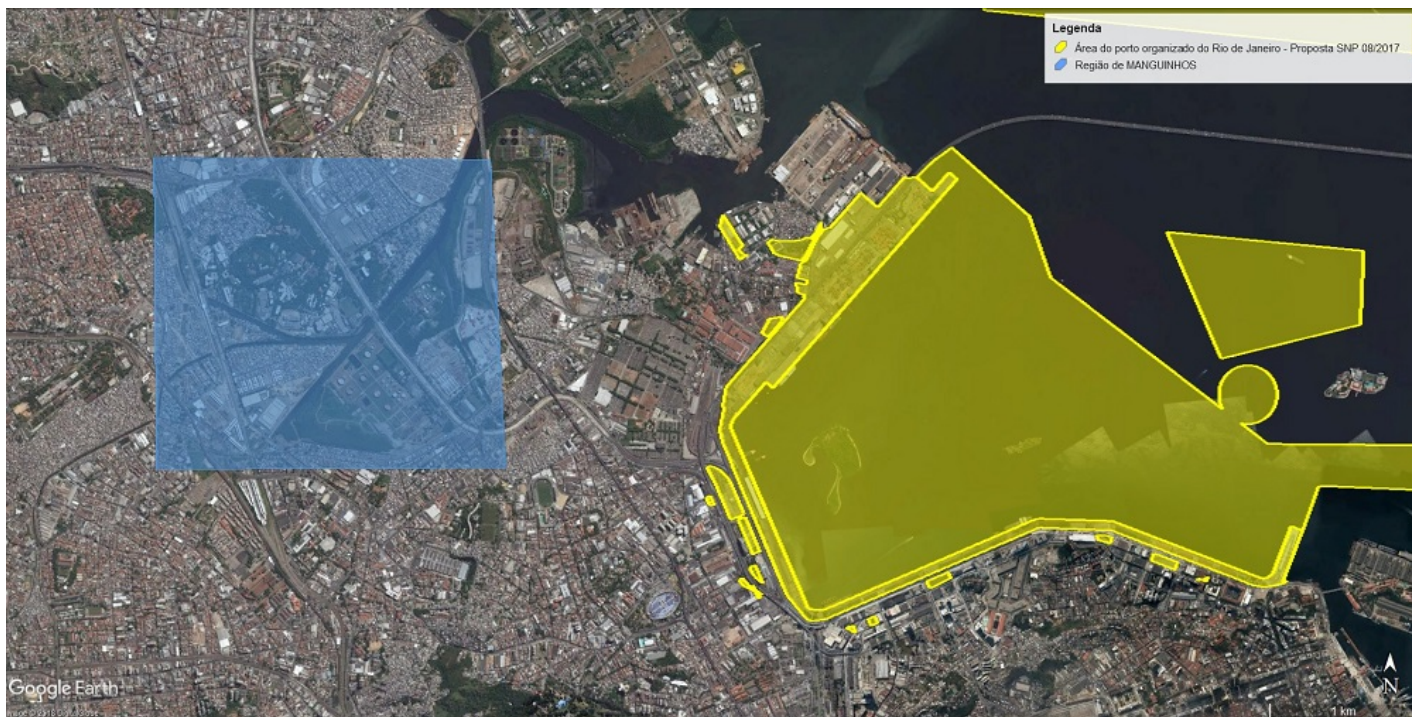 Legenda
Área do porto organizado do Rio de Janeiro - Proposta SNP 08/2017
Região de MANGUINHOS
Google Earth
N
1 km